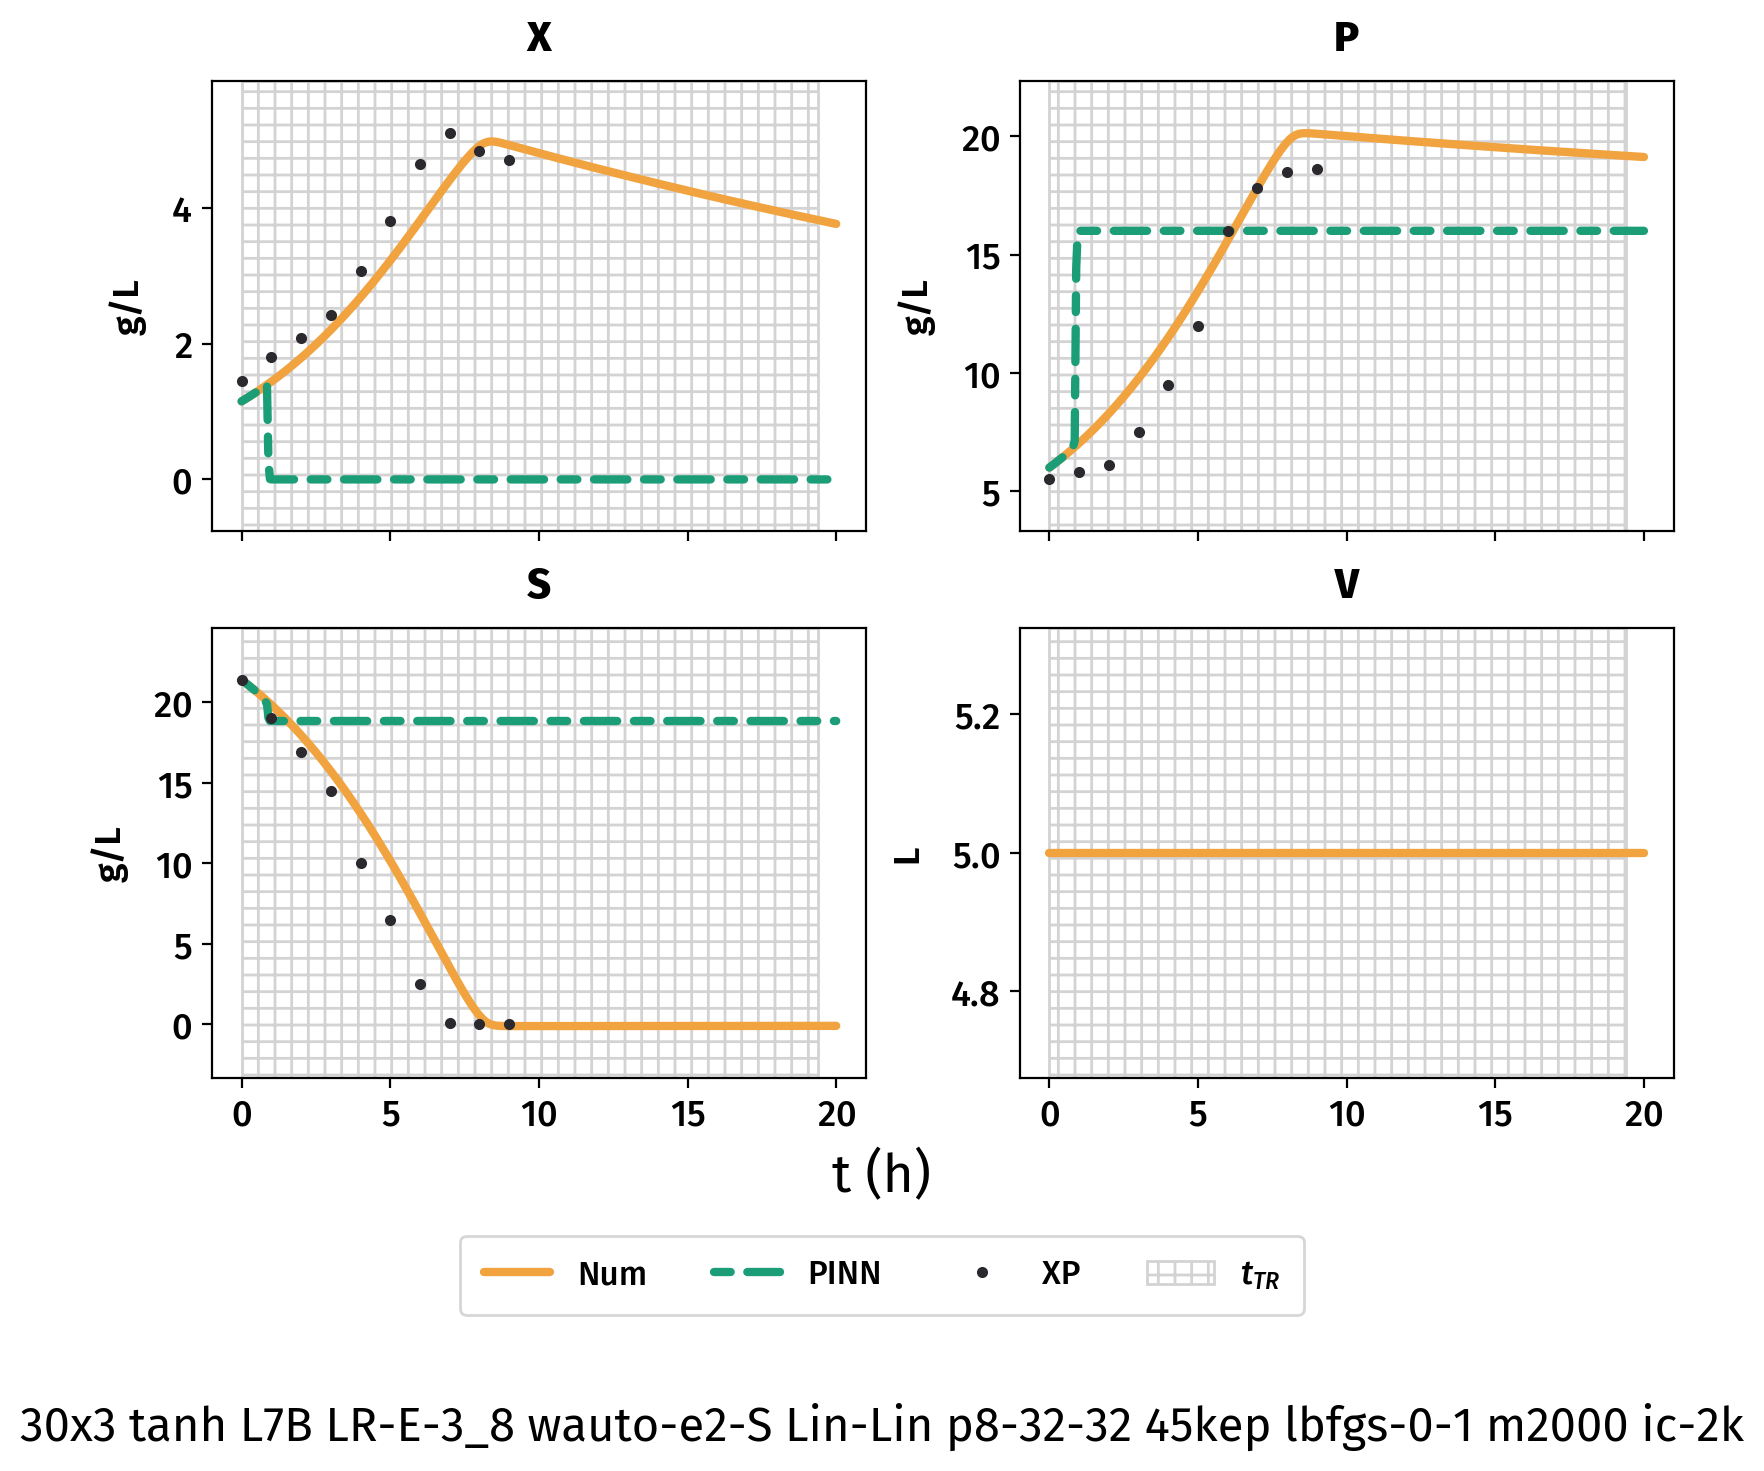 X
P
g/L
4
2
0
g/L
20
15
10
5
S
V
g/L
20
15
10
5
0
L
5.2
5.0
4.8
0 5 10 15 20
0 5 10 15 20
t (h)
Num PINN XP tTR
30x3 tanh L7B LR-E-3_8 wauto-e2-S Lin-Lin p8-32-32 45kep lbfgs-0-1 m2000 ic-2k